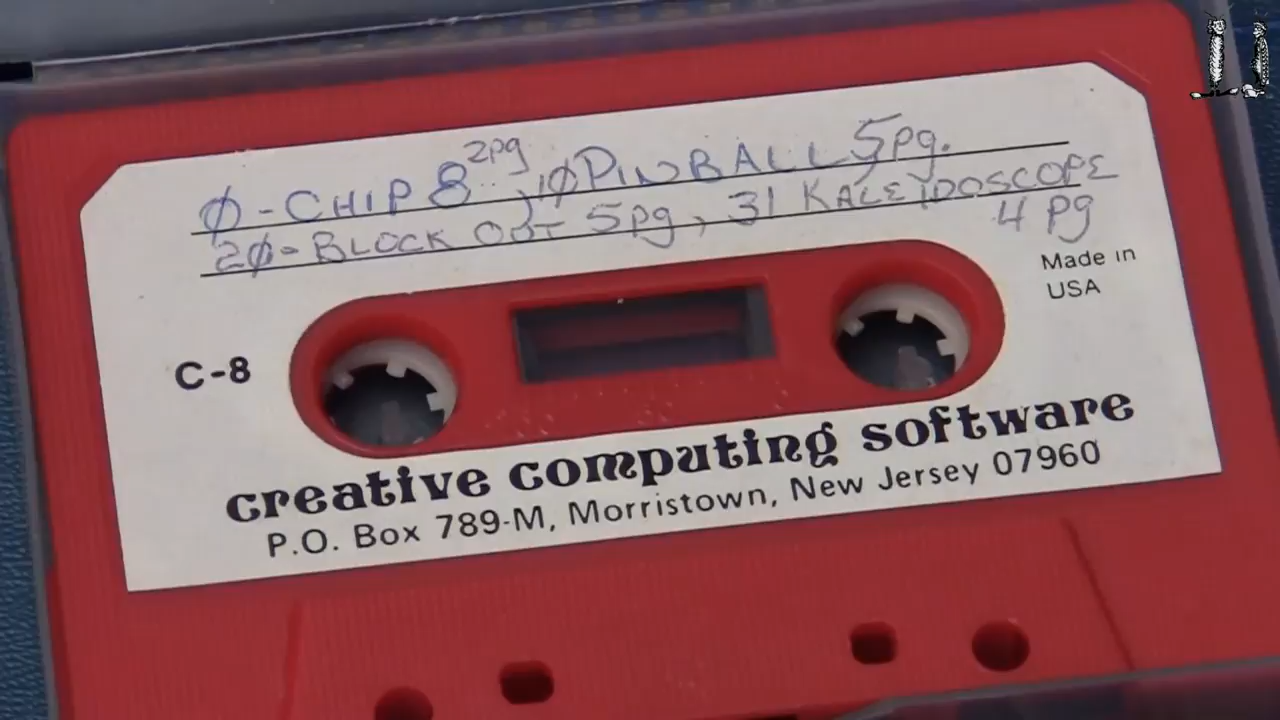 Ø-CHIP 8 2pg, 1Ø PINBALL 5pg.
2Ø-BLOCK OUT 5pg, 31 KALEIDOSCOPE
4 pg
Made in
USA
C-8
creative computing software
P.O. Box 789-M, Morristown, New Jersey 07960